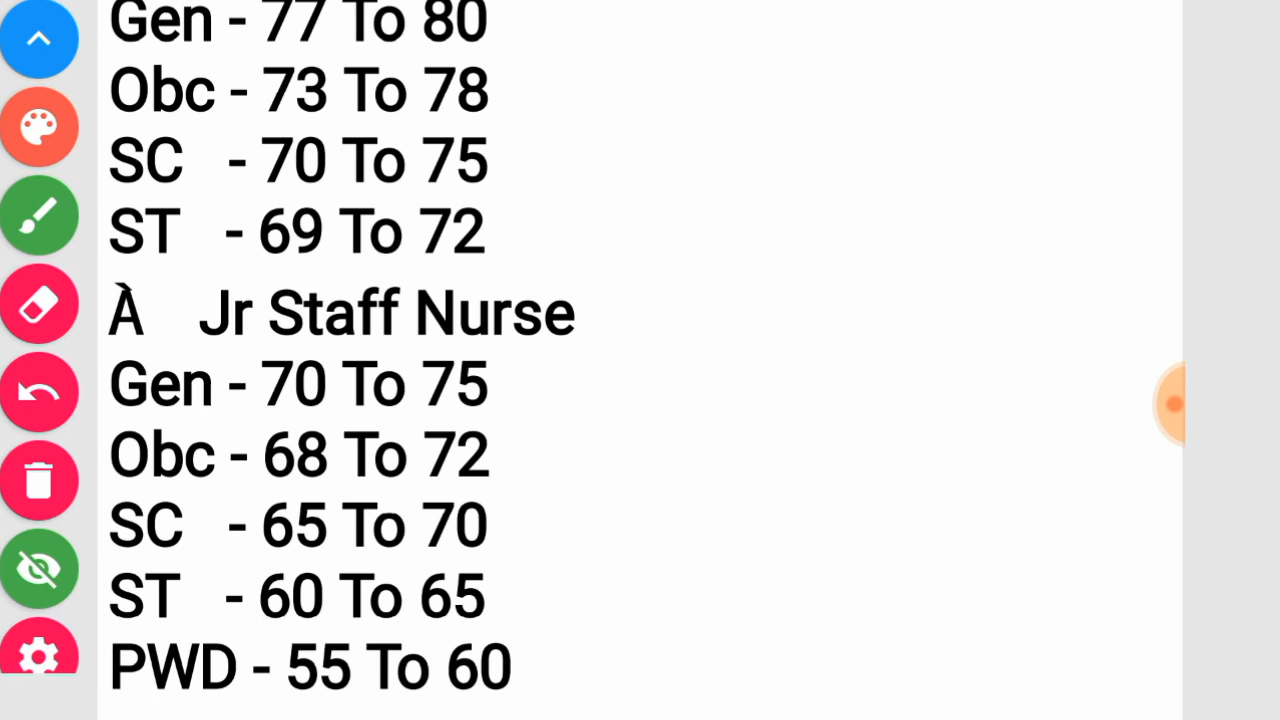 Gen - 77 To 80
Obc - 73 To 78
SC - 70 To 75
ST - 69 To 72
À Jr Staff Nurse
Gen - 70 To 75
Obc - 68 To 72
SC - 65 To 70
ST - 60 To 65
PWD - 55 To 60